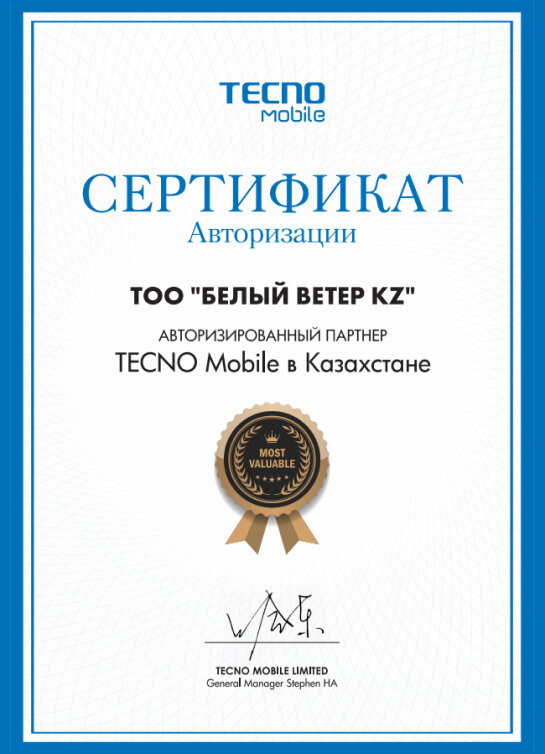 TECNO
mobile
СЕРТИФИКАТ
Авторизации
ТОО "БЕЛЫЙ ВЕТЕР KZ"
АВТОРИЗИРОВАННЫЙ ПАРТНЕР
TECNO Mobile в Казахстане
MOST
VALUABLE
TECNO MOBILE LIMITED
General Manager Stephen HA